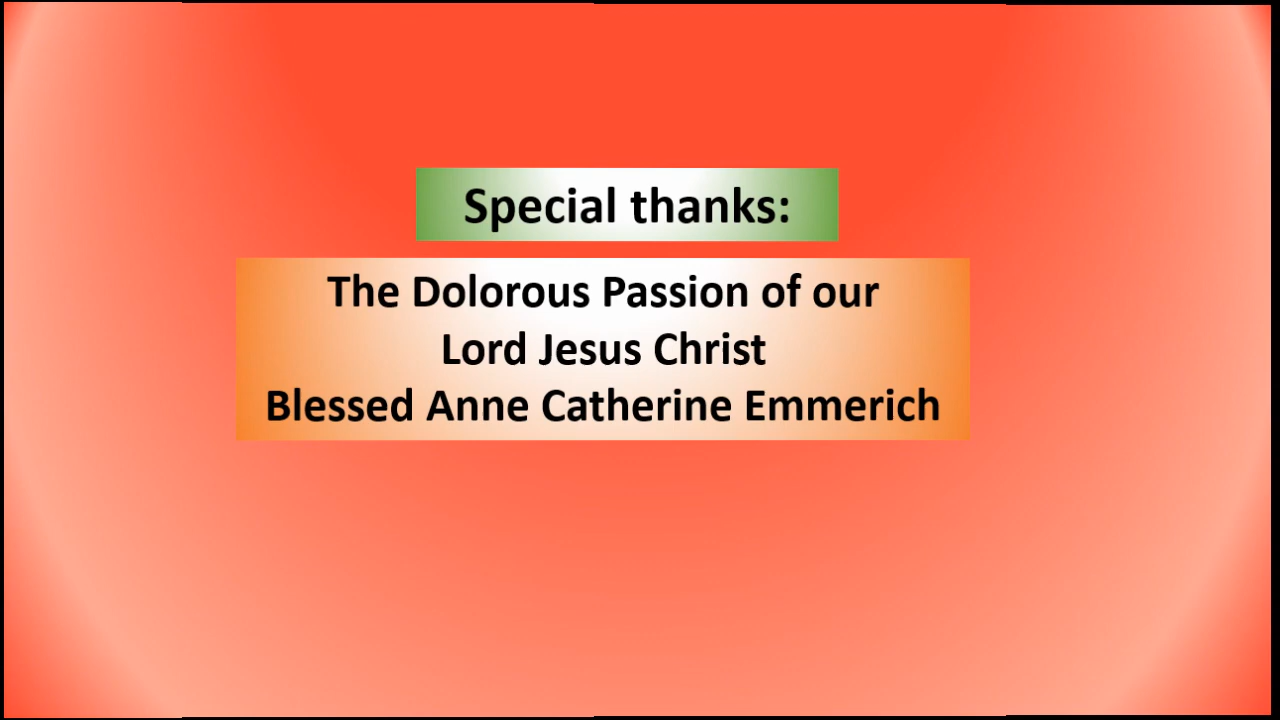 Special thanks:
The Dolorous Passion of our
Lord Jesus Christ
Blessed Anne Catherine Emmerich